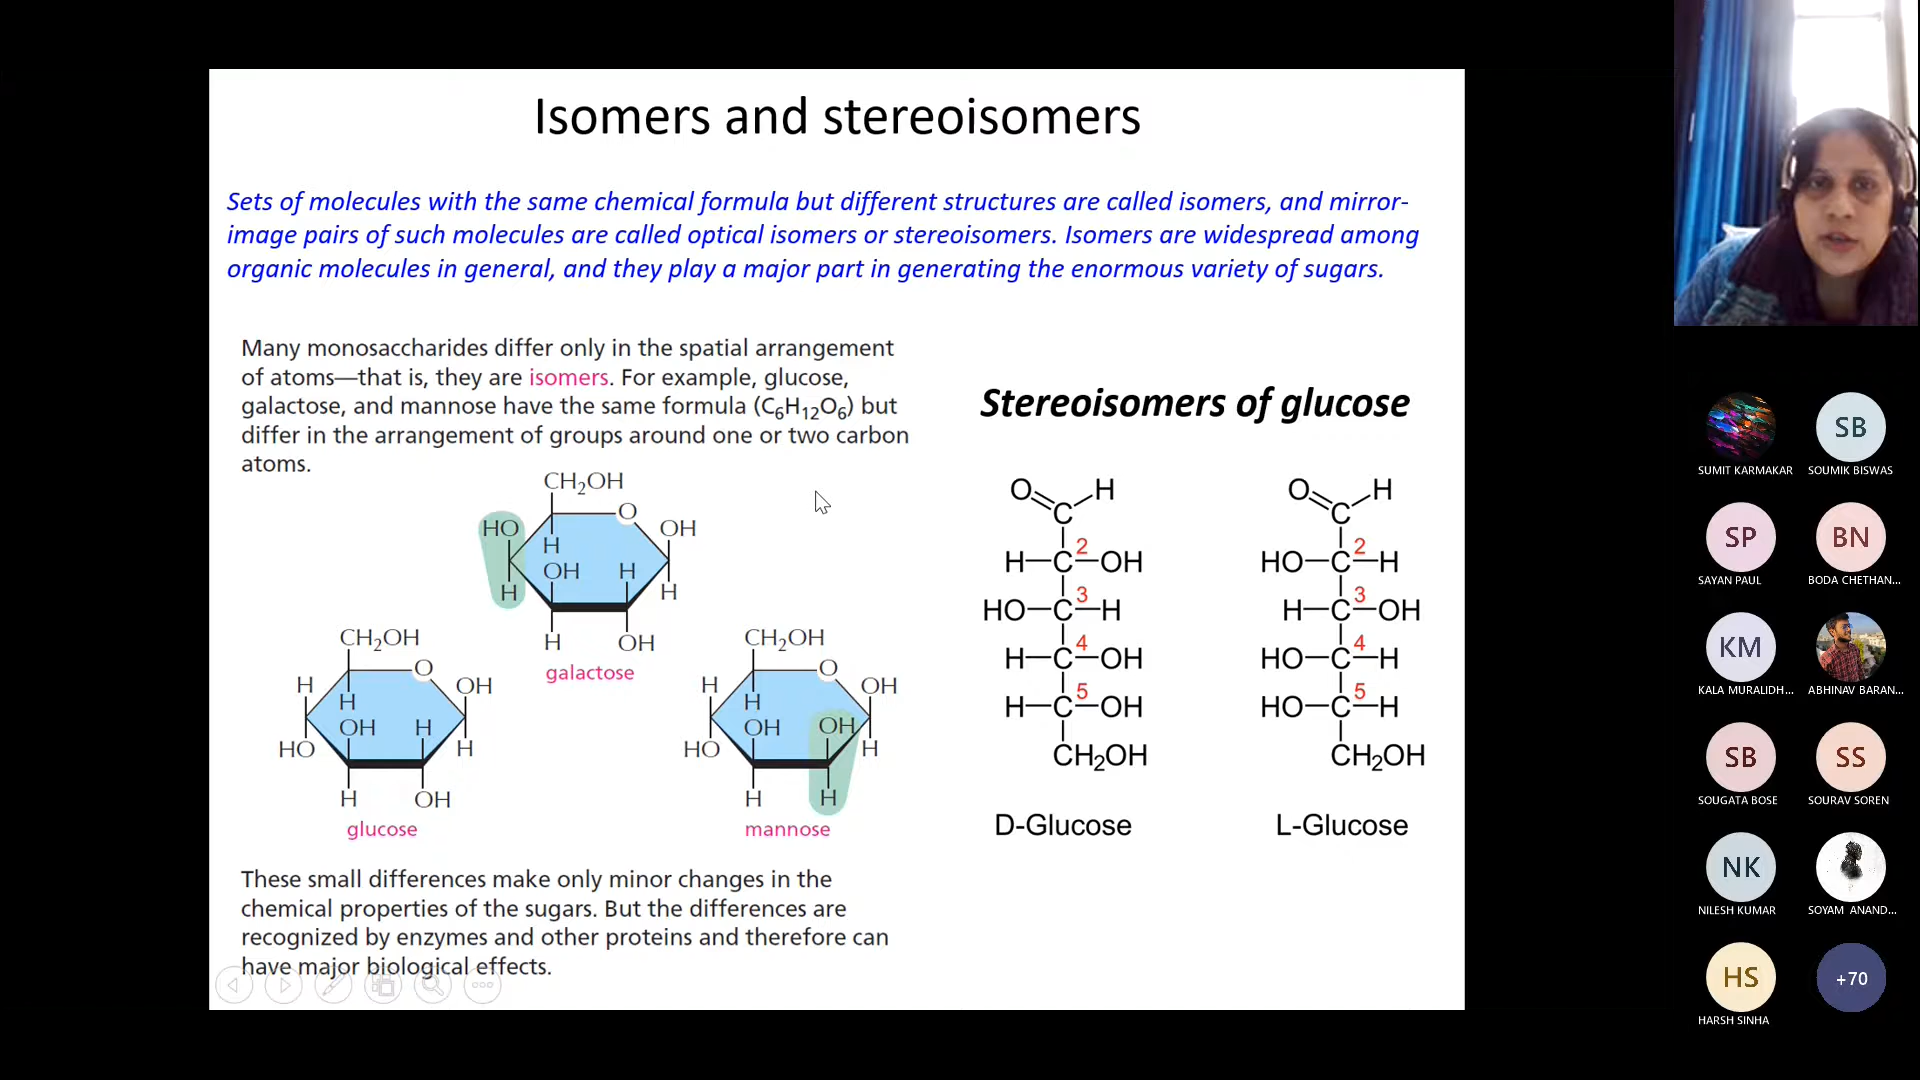 Isomers and stereoisomers
Sets of molecules with the same chemical formula but different structures are called isomers, and mirror-
image pairs of such molecules are called optical isomers or stereoisomers. Isomers are widespread among
organic molecules in general, and they play a major part in generating the enormous variety of sugars.
Many monosaccharides differ only in the spatial arrangement
of atoms—that is, they are isomers. For example, glucose,
galactose, and mannose have the same formula (C6H12O6) but
differ in the arrangement of groups around one or two carbon
atoms.
CH2OH
HO O OH
H
OH H
H H
H OH
galactose
CH2OH
H O OH
H
OH H
HO H
H OH
glucose
CH2OH
H O OH
H
OH OH
HO H
H H
mannose
These small differences make only minor changes in the
chemical properties of the sugars. But the differences are
recognized by enzymes and other proteins and therefore can
have major biological effects.
Stereoisomers of glucose
O H
C
2
H C OH
3
HO C H
4
H C OH
5
H C OH
CH2OH
D-Glucose
O H
C
2
HO C H
3
H C OH
4
HO C H
5
HO C H
CH2OH
L-Glucose
SB
SUMIT KARMAKAR SOUMIK BISWAS
SP BN
SAYAN PAUL BODA CHETHAN...
KM
KALA MURALIDH... ABHINAV BARAN...
SB SS
SOUGATA BOSE SOURAV SOREN
NK
NILESH KUMAR SOYAM ANAND...
HS +70
HARSH SINHA